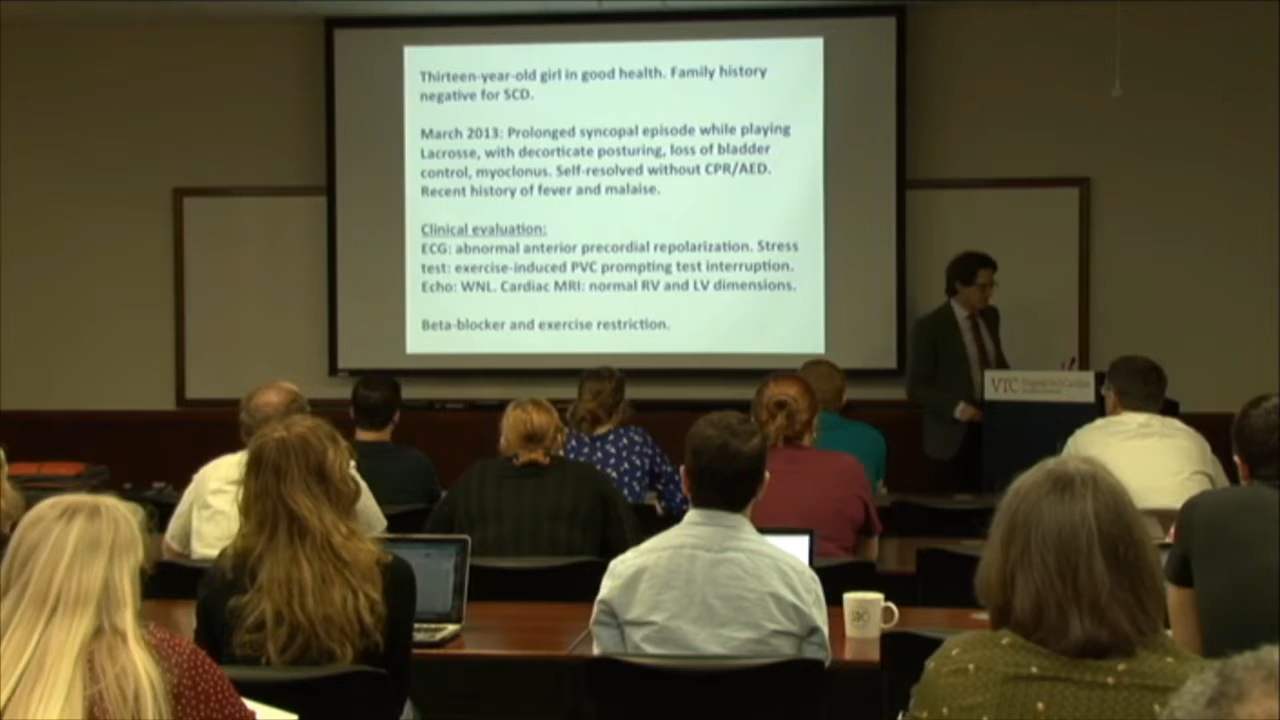 Thirteen-year-old girl in good health. Family history
negative for SCD.
March 2013: Prolonged syncopal episode while playing
Lacrosse, with decorticate posturing, loss of bladder
control, myoclonus. Self-resolved without CPR/AED.
Recent history of fever and malaise.
Clinical evaluation:
ECG: abnormal anterior precordial repolarization. Stress
test: exercise-induced PVC prompting test interruption.
Echo: WNL. Cardiac MRI: normal RV and LV dimensions.
Beta-blocker and exercise restriction.
VTC